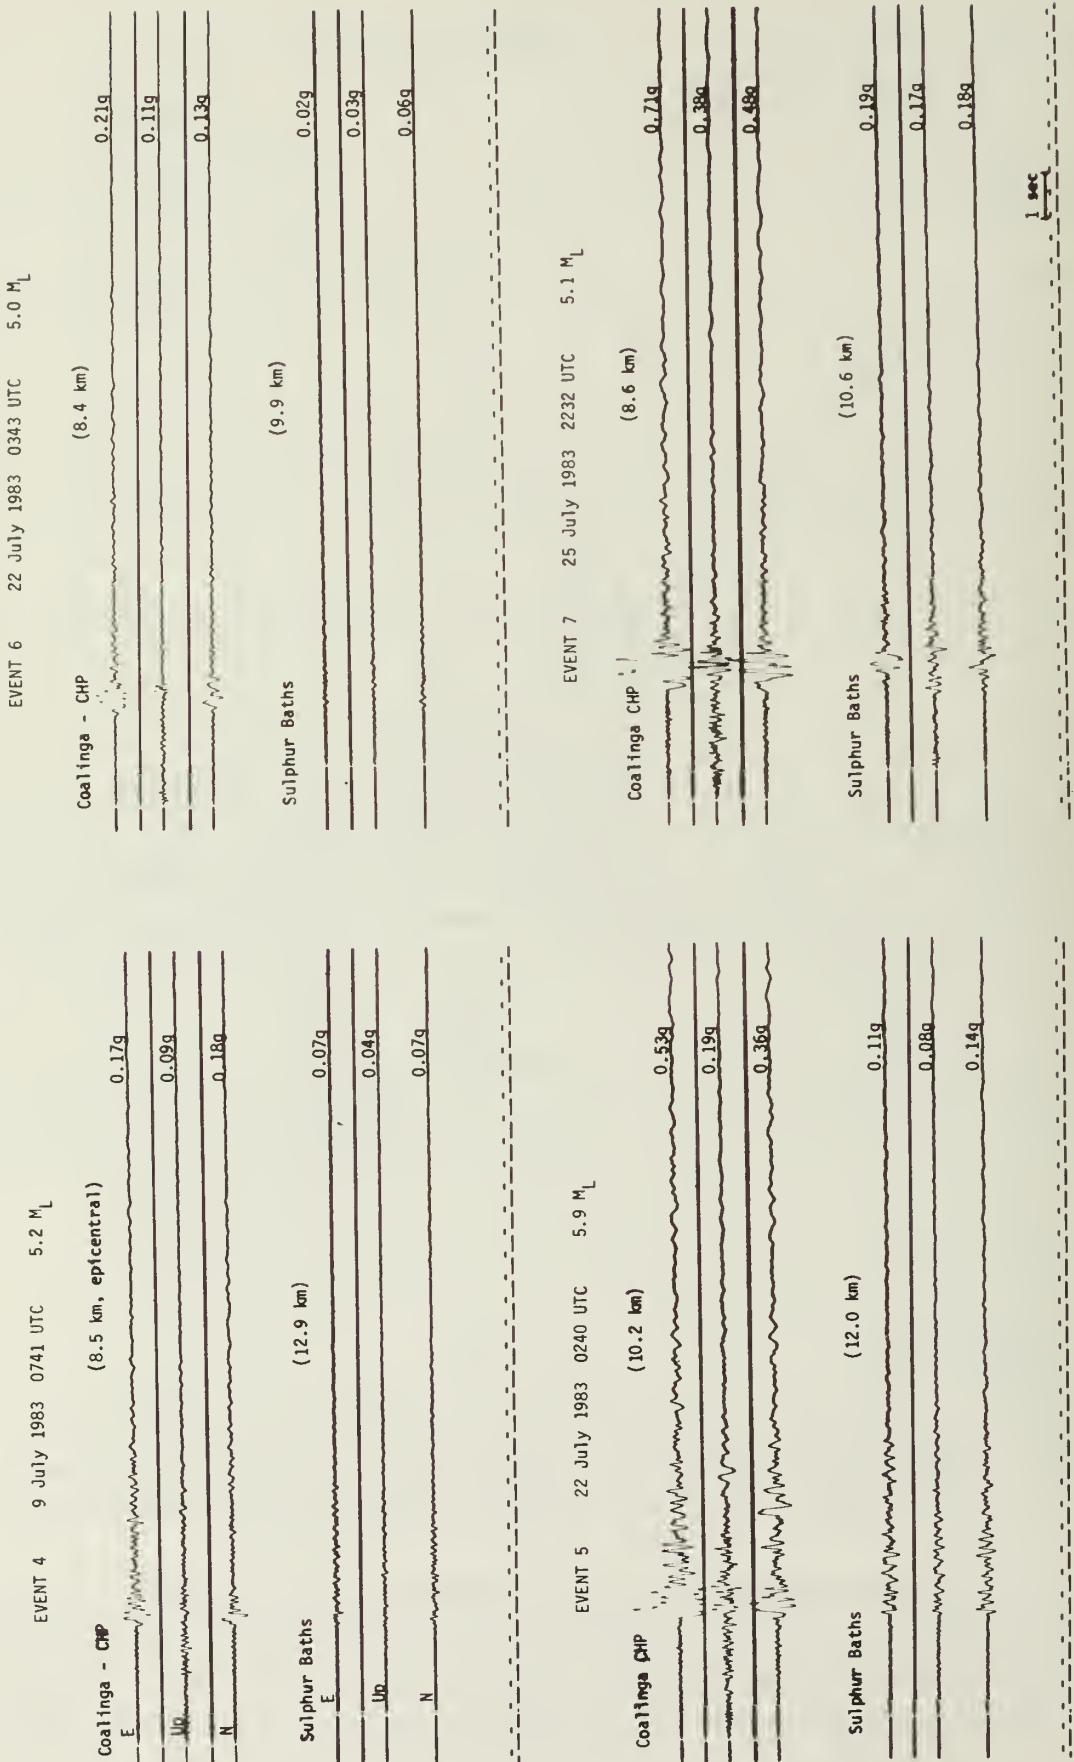 EVENT 4 9 July 1983 0741 UTC 5.2 ML
Coalinga - CHP (8.5 km, epicentral)
E 0.17g
Up 0.09g
N 0.18g
Sulphur Baths (12.9 km)
E 0.07g
Up 0.04g
N 0.07g
EVENT 5 22 July 1983 0240 UTC 5.9 ML
Coalinga CHP (10.2 km)
0.53g
0.19g
0.36g
Sulphur Baths (12.0 km)
0.11g
0.08g
0.14g
EVENT 6 22 July 1983 0343 UTC 5.0 ML
Coalinga - CHP (8.4 km)
0.21g
0.11g
0.13g
Sulphur Baths (9.9 km)
0.02g
0.03g
0.06g
EVENT 7 25 July 1983 2232 UTC 5.1 ML
Coalinga CHP (8.6 km)
0.71g
0.38g
0.48g
Sulphur Baths (10.6 km)
0.19g
0.17g
0.18g
1 sec